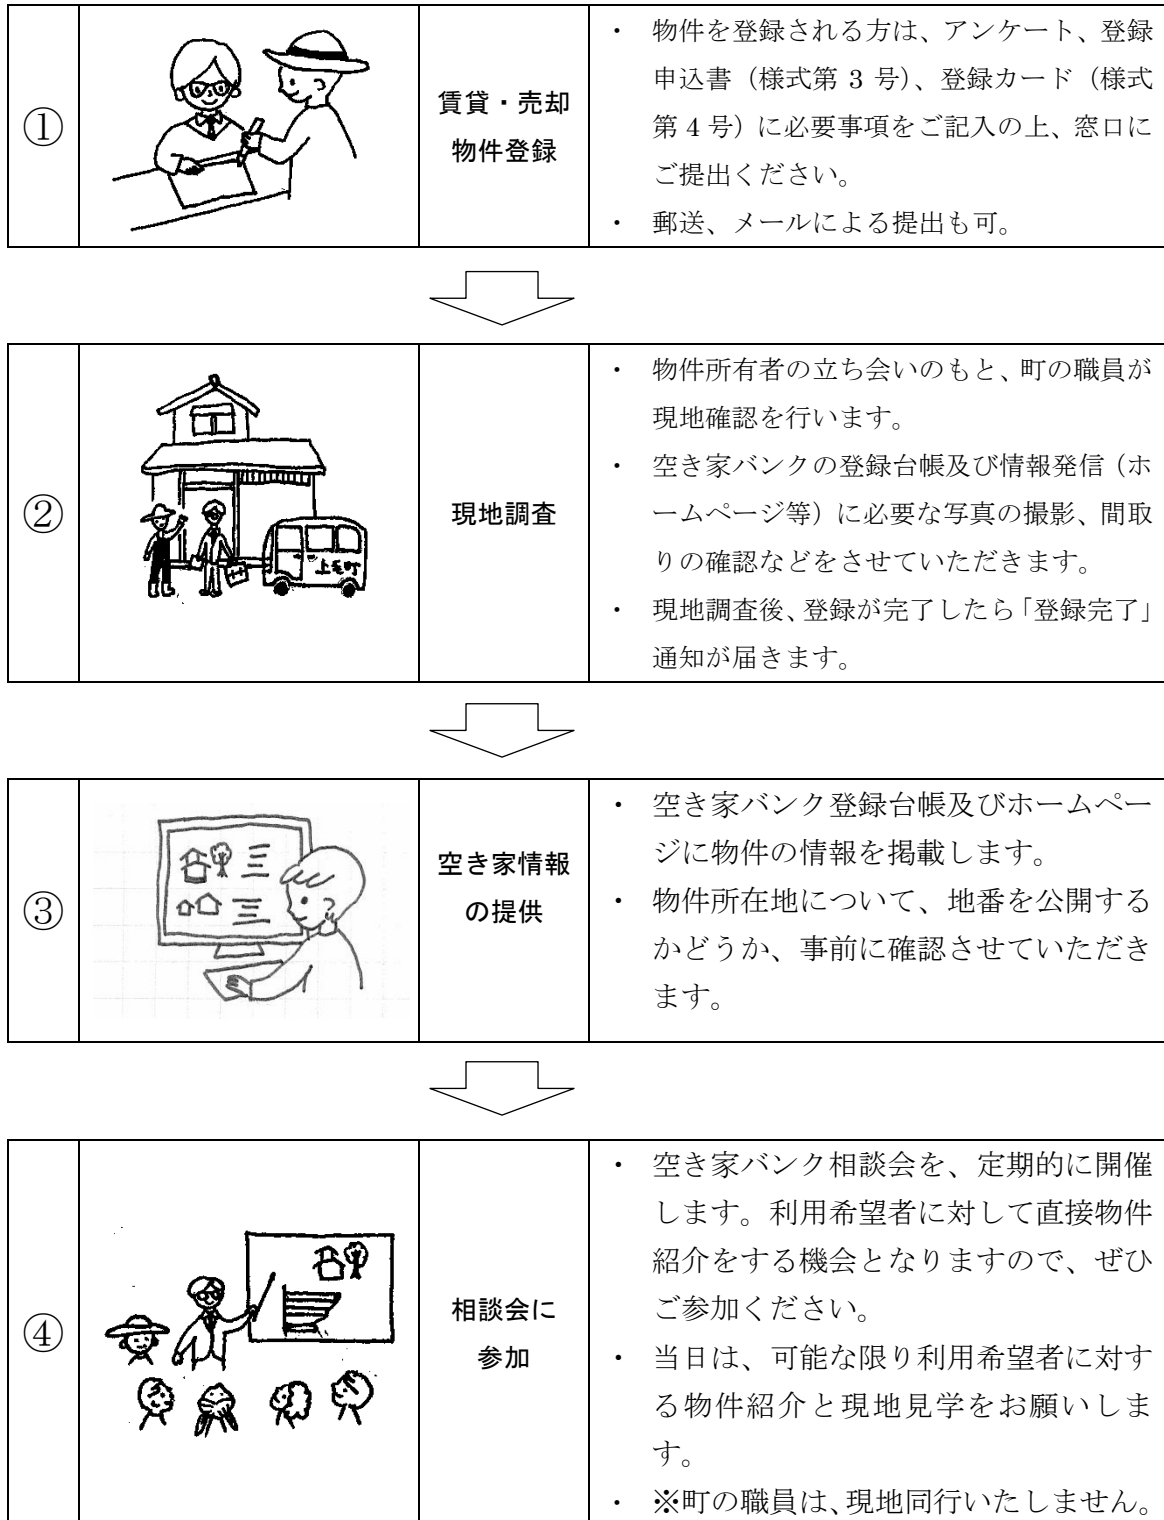 ①
賃貸・売却
物件登録
・ 物件を登録される方は、アンケート、登録
申込書（様式第 3 号）、登録カード（様式
第 4 号）に必要事項をご記入の上、窓口に
ご提出ください。
・ 郵送、メールによる提出も可。
②
上毛町
現地調査
・ 物件所有者の立ち会いのもと、町の職員が
現地確認を行います。
・ 空き家バンクの登録台帳及び情報発信（ホ
ームページ等）に必要な写真の撮影、間取
りの確認などをさせていただきます。
・ 現地調査後、登録が完了したら「登録完了」
通知が届きます。
③
空き家情報
の提供
・ 空き家バンク登録台帳及びホームペー
ジに物件の情報を掲載します。
・ 物件所在地について、地番を公開する
かどうか、事前に確認させていただき
ます。
④
相談会に
参加
・ 空き家バンク相談会を、定期的に開催
します。利用希望者に対して直接物件
紹介をする機会となりますので、ぜひ
ご参加ください。
・ 当日は、可能な限り利用希望者に対す
る物件紹介と現地見学をお願いしま
す。
・ ※町の職員は、現地同行いたしません。